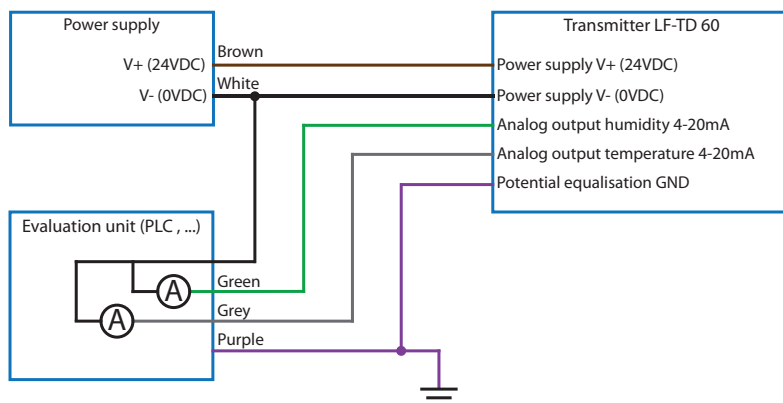 Power supply
V+ (24VDC)
V- (0VDC)
Brown
White
Transmitter LF-TD 60
Power supply V+ (24VDC)
Power supply V- (0VDC)
Analog output humidity 4-20mA
Analog output temperature 4-20mA
Potential equalisation GND
Evaluation unit (PLC , ...)
A
Green
A
Grey
Purple